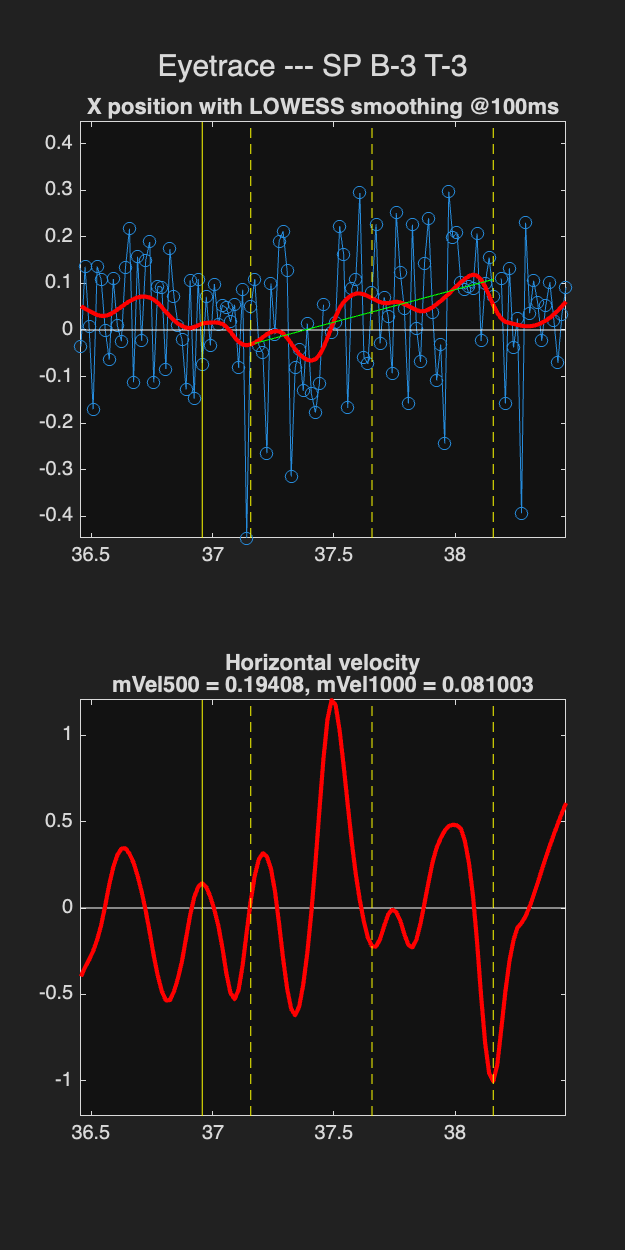 Eyetrace --- SP B-3 T-3
X position with LOWESS smoothing @100ms
0.4
0.3
0.2
0.1
0
-0.1
-0.2
-0.3
-0.4
36.5 37 37.5 38
Horizontal velocity
mVel500 = 0.19408, mVel1000 = 0.081003
1
0.5
0
-0.5
-1
36.5 37 37.5 38